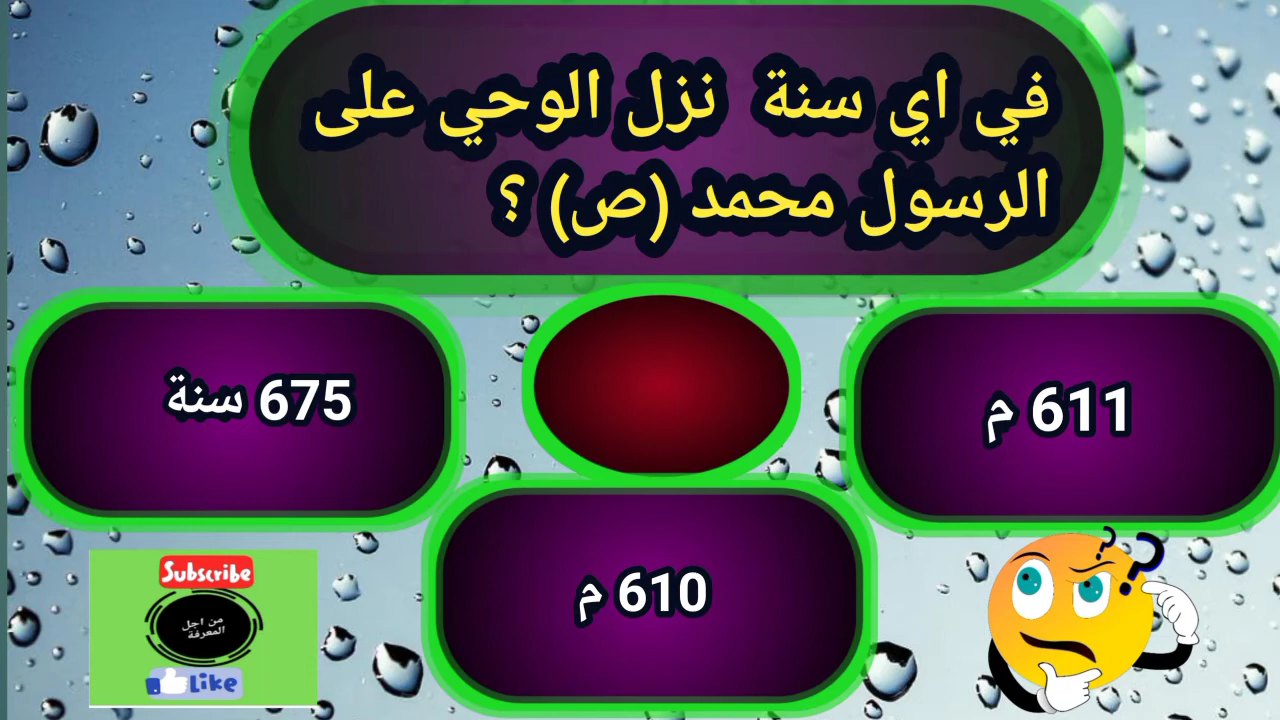 في اي سنة نزل الوحي على
الرسول محمد (ص) ؟
611 م
675 سنة
610 م
Subscribe
من اجل
المعرفة
Like
? ?